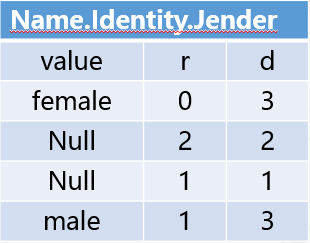 Name.Identity.Jender
value r d
female 0 3
Null 2 2
Null 1 1
male 1 3